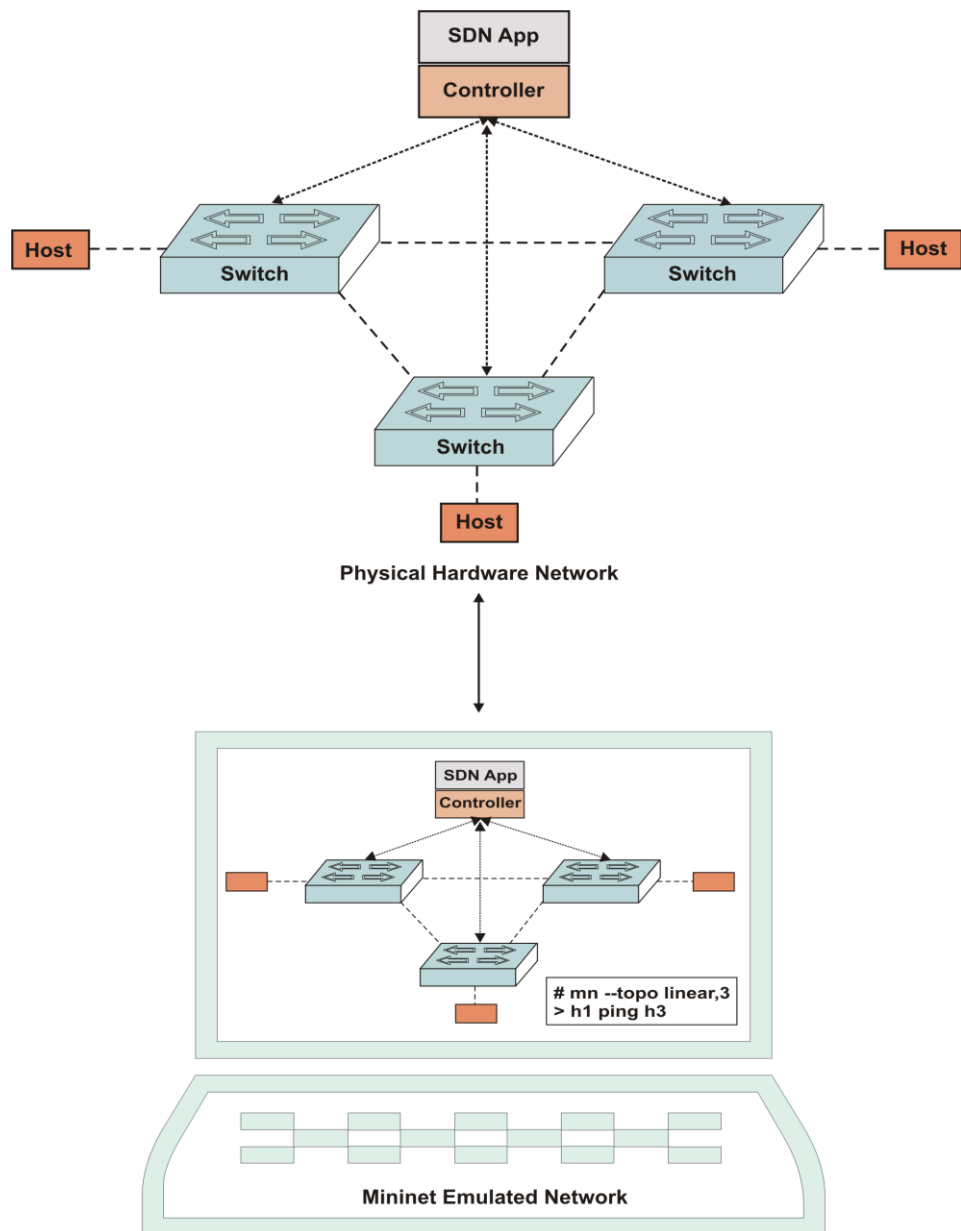 SDN App
Controller
Host
Switch
Switch
Host
Switch
Host
Physical Hardware Network
SDN App
Controller
# mn --topo linear,3
> h1 ping h3
Mininet Emulated Network